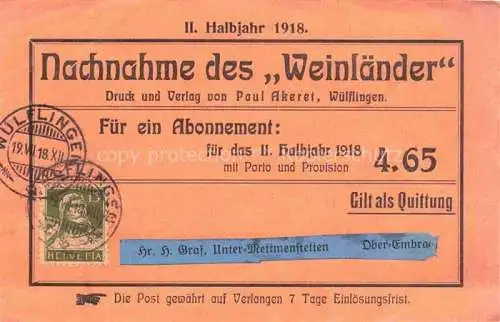 II. Halbjahr 1918.
Nachnahme des „Weinländer“
Druck und Verlag von Paul Akeret, Wülflingen.
Für ein Abonnement:
für das II. Halbjahr 1918
mit Porto und Provision
4.65
Gilt als Quittung
WÜLFLINGEN
19.VII.18.XII
15
HELVETIA
Hr. H. Graf, Unter-Mettmenstetten Ober-Embra
Die Post gewährt auf Verlangen 7 Tage Einlösungsfrist.